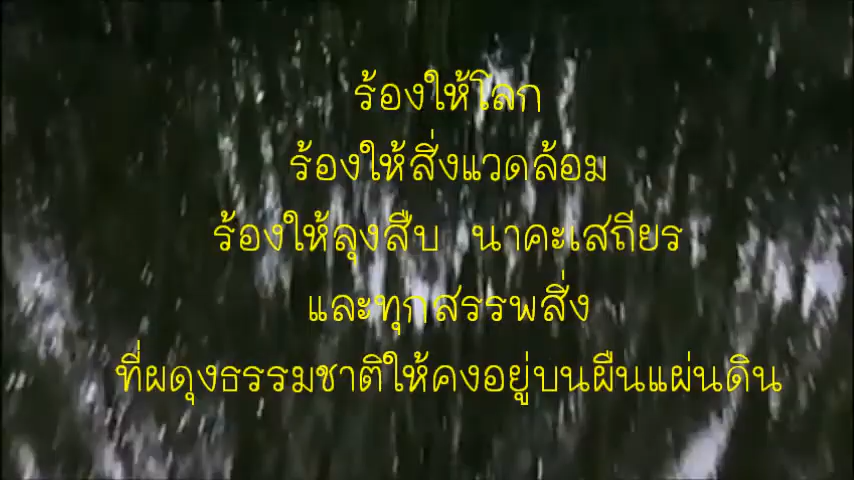 ร้องให้โลก
ร้องให้สิ่งแวดล้อม
ร้องให้ลุงสืบ นาคะเสถียร
และทุกสรรพสิ่ง
ที่ผดุงธรรมชาติให้คงอยู่บนผืนแผ่นดิน